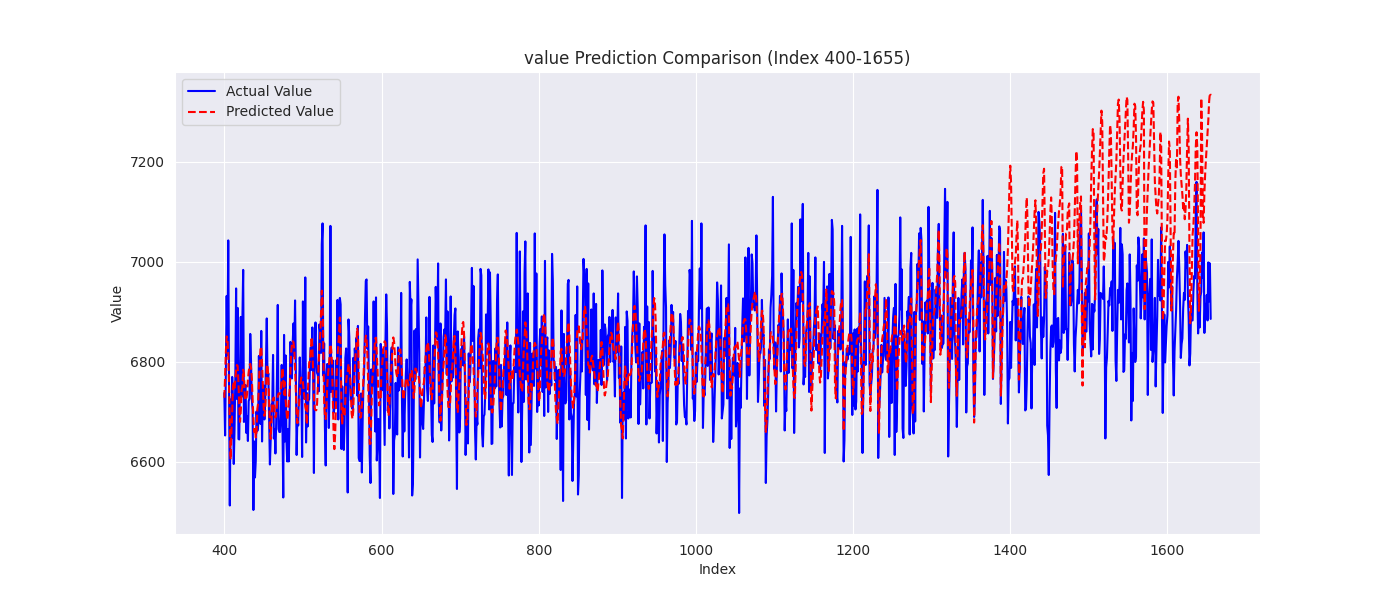 value Prediction Comparison (Index 400-1655)
Actual Value
Predicted Value
Value
7200
7000
6800
6600
400 600 800 1000 1200 1400 1600
Index